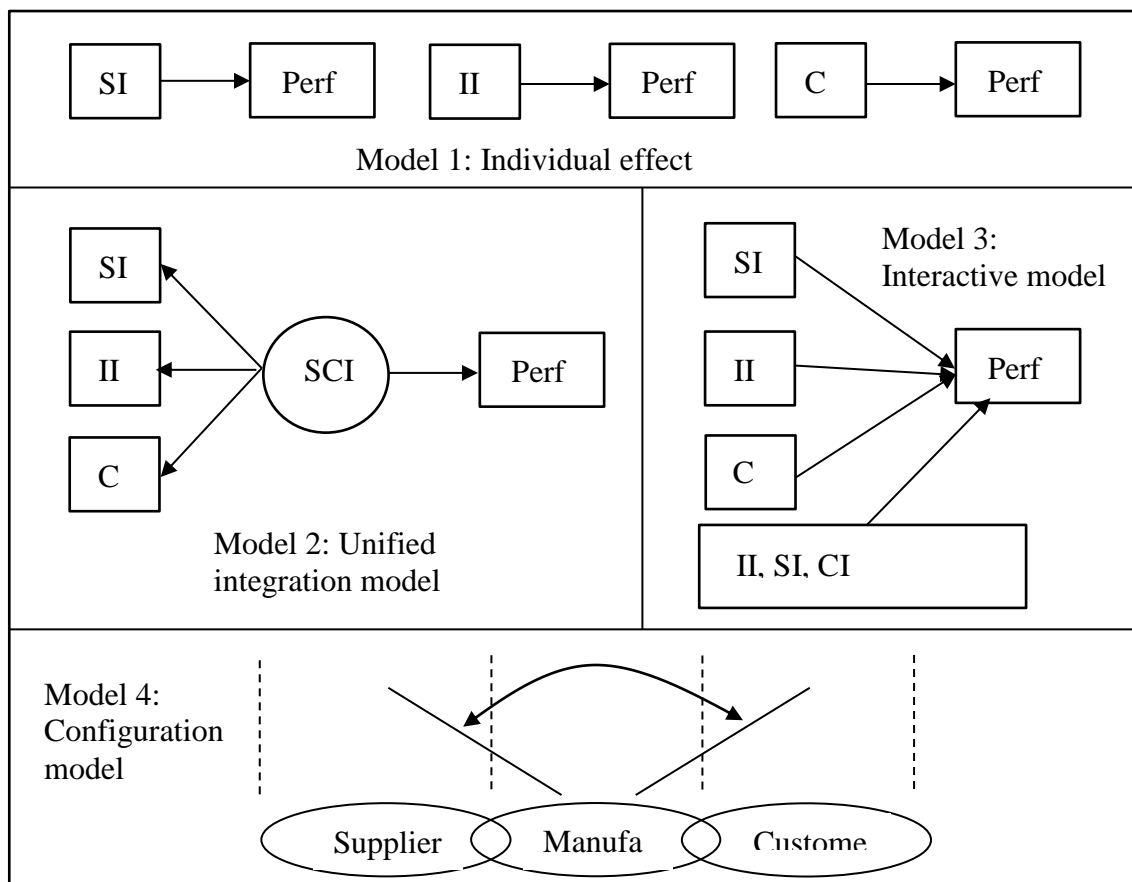 SI
Perf
II
Perf
C
Perf
Model 1: Individual effect
SI
II
C
SCI
Perf
Model 2: Unified
integration model
Model 3:
Interactive model
SI
II
C
Perf
II, SI, CI
Model 4:
Configuration
model
Supplier
Manufa
Custome